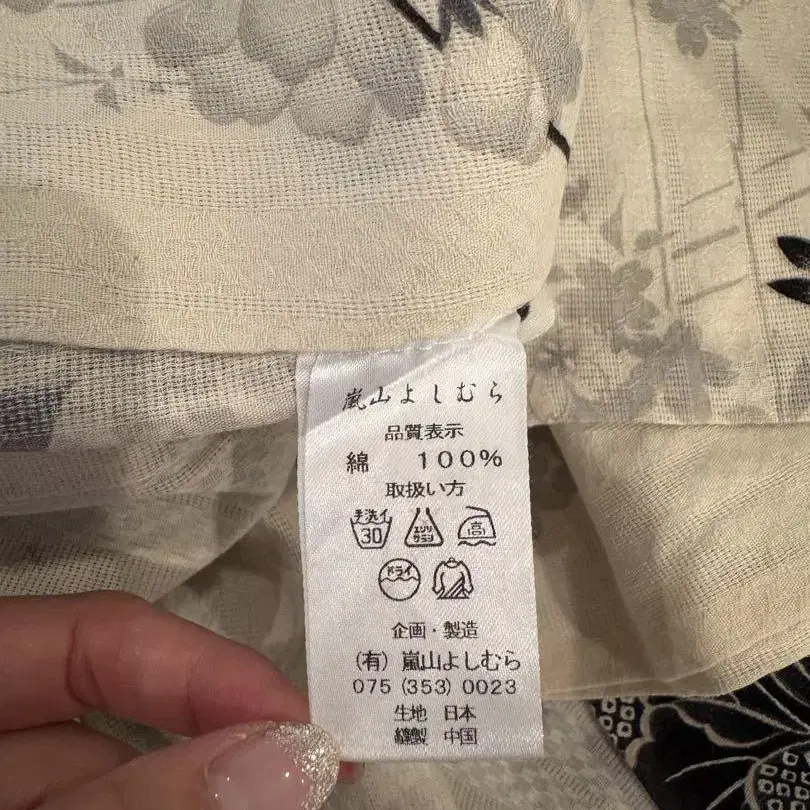 嵐山よしむら
品質表示
綿 100%
取扱い方
手洗イ 30 エンソサラシ 高
ドライ
企画・製造
(有) 嵐山よしむら
075 (353) 0023
生地 日本
縫製 中国